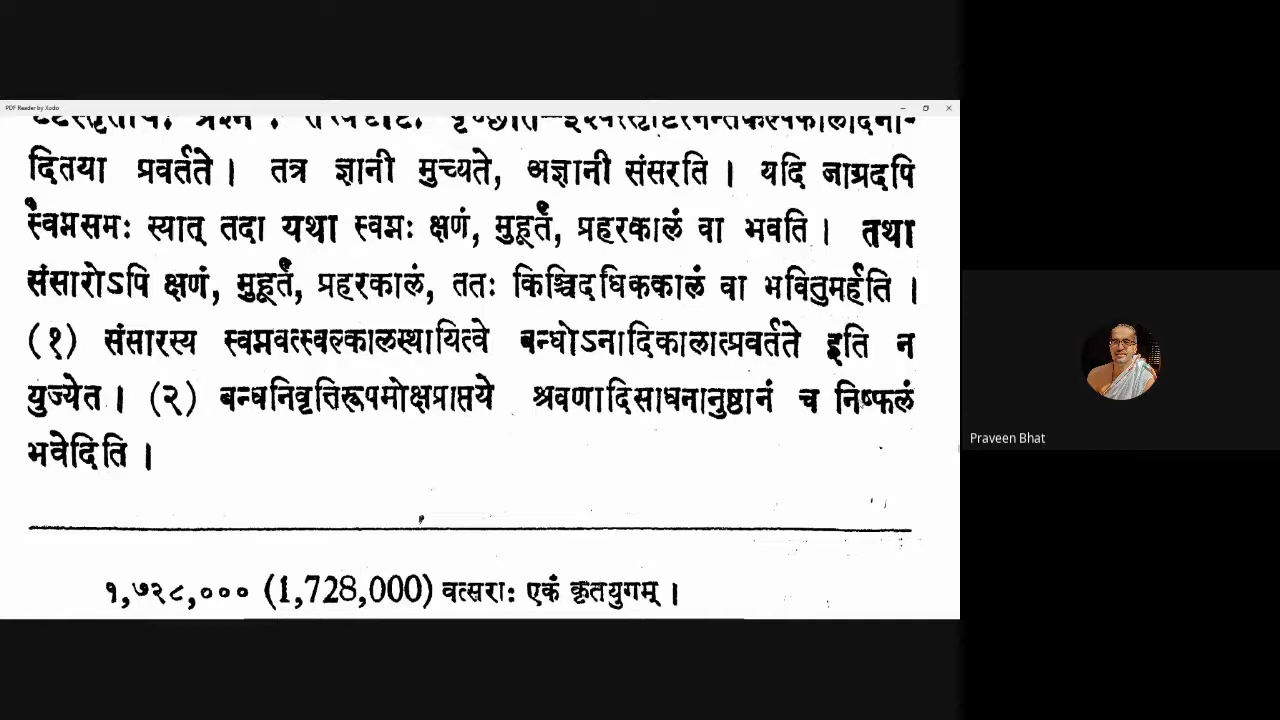 PDF Reader by Xodo
प्रश्नः। पृच्छति—
दितया प्रवर्तते। तत्र ज्ञानी मुच्यते, अज्ञानी संसरति। यदि जाग्रदपि
स्वप्नसमः स्यात् तदा यथा स्वप्नः क्षणं, मुहूर्तं, प्रहरकालं वा भवति। तथा
संसारोऽपि क्षणं, मुहूर्तं, प्रहरकालं, ततः किञ्चिदधिककालं वा भवितुमर्हति।
(१) संसारस्य स्वप्नवत्स्वल्पकालस्थायित्वे बन्धोऽनादिकालात्प्रवर्तते इति न
युज्येत। (२) बन्धनिवृत्तिरूपमोक्षप्राप्तये श्रवणादिसाधनानुष्ठानं च निष्फलं
भवेदिति।
१,७२८,००० (1,728,000) वत्सराः एकं कृतयुगम्।
Praveen Bhat